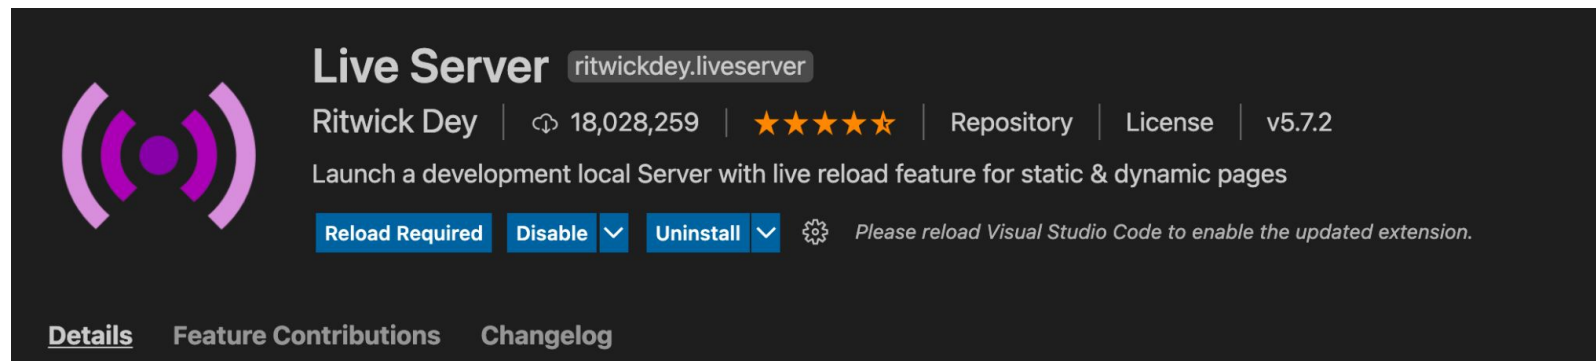 Live Server ritwickdey.liveserver
Ritwick Dey 18,028,259 Repository License v5.7.2
Launch a development local Server with live reload feature for static & dynamic pages
Reload Required Disable Uninstall Please reload Visual Studio Code to enable the updated extension.
Details Feature Contributions Changelog